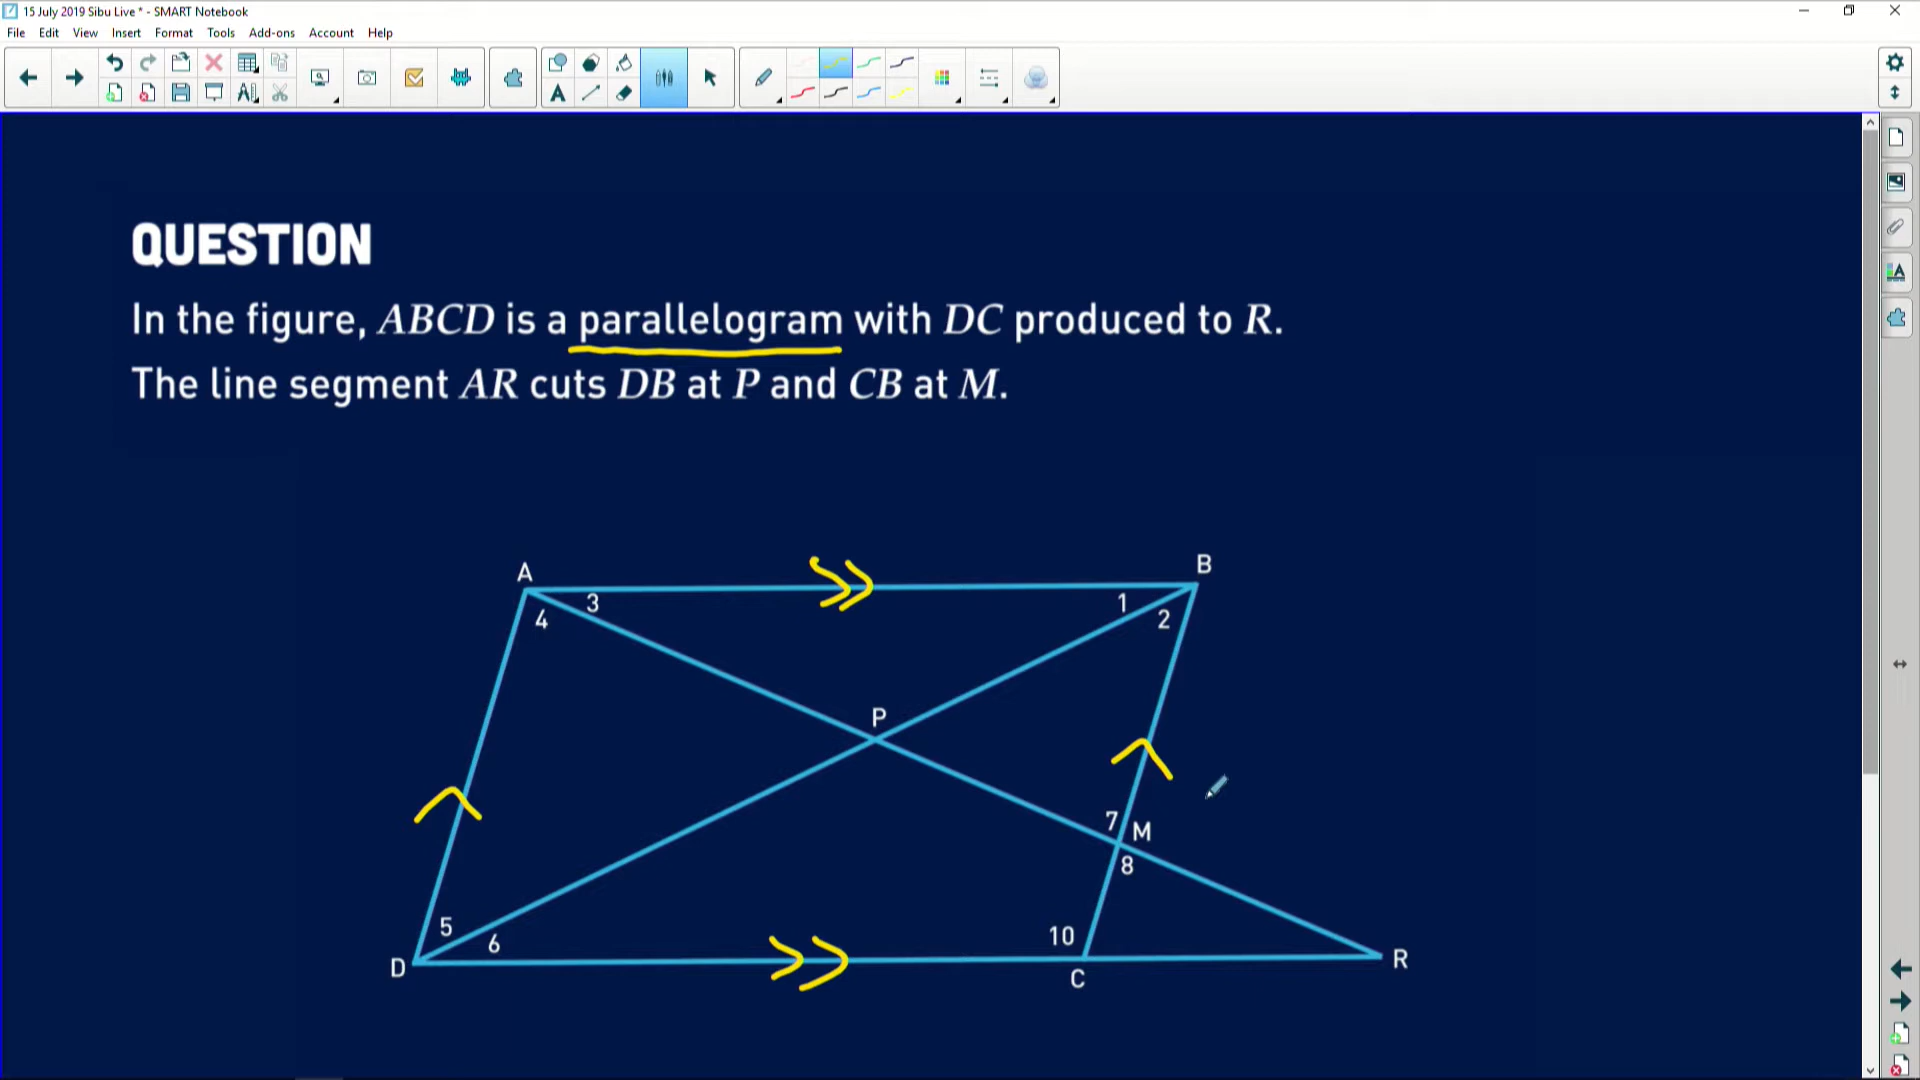 15 July 2019 Sibu Live * - SMART Notebook
File Edit View Insert Format Tools Add-ons Account Help
QUESTION
In the figure, ABCD is a parallelogram with DC produced to R.
The line segment AR cuts DB at P and CB at M.
A B
3 1
4 2
P
7 M
8
5 10
6
D C R